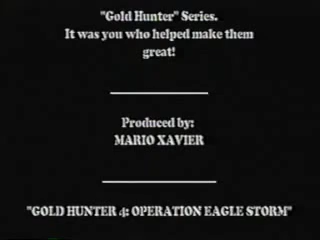 "Gold Hunter" Series.
It was you who helped make them
great!
Produced by:
MARIO XAVIER
"GOLD HUNTER 4: OPERATION EAGLE STORM"